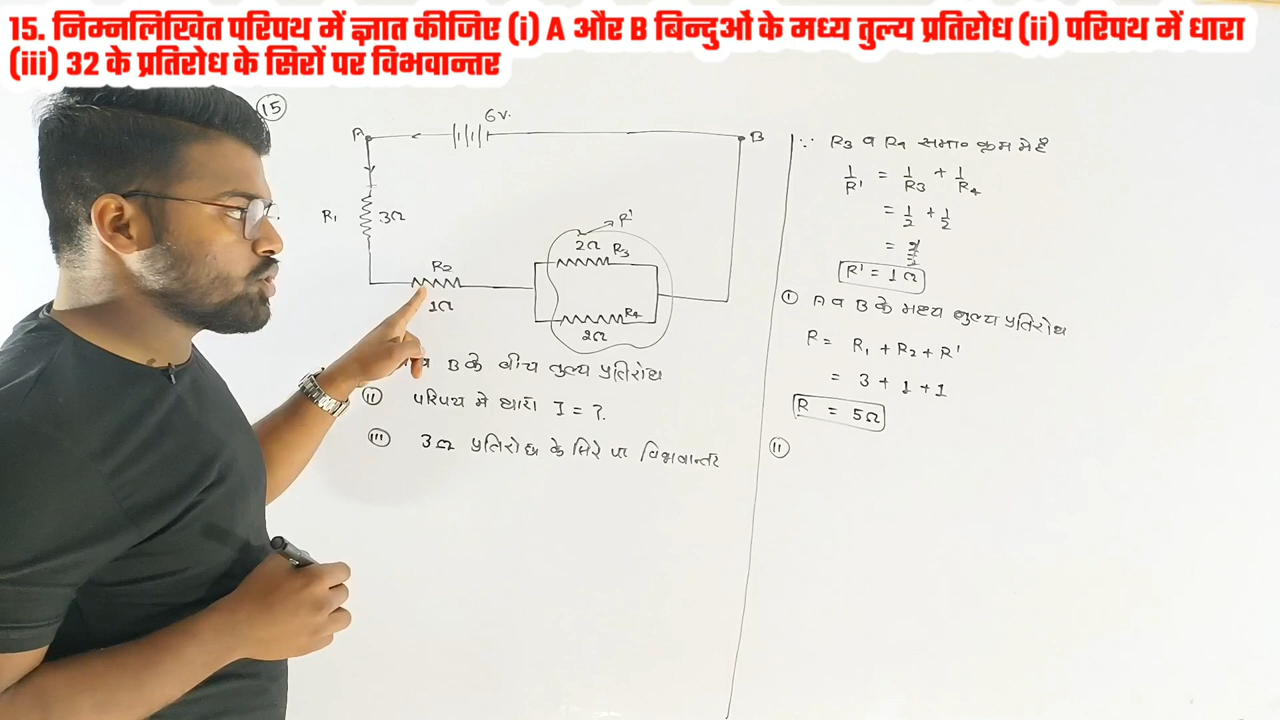 15. निम्नलिखित परिपथ में ज्ञात कीजिए (i) A और B बिन्दुओं के मध्य तुल्य प्रतिरोध (ii) परिपथ में धारा
(iii) 32 के प्रतिरोध के सिरों पर विभवान्तर
15
6V.
A
B
R1
3Ω
R2
1Ω
R'
2Ω R3
R4
2Ω
व B के बीच तुल्य प्रतिरोध
II परिपथ मे धारा I = ?.
III 3Ω प्रतिरोध के सिरे पर विभवान्तर
∵ R3 व R4 समा० क्रम मे है
1/R' = 1/R3 + 1/R4
= 1/2 + 1/2
R' = 1Ω
I A व B के मध्य तुल्य प्रतिरोध
R = R1 + R2 + R'
= 3 + 1 + 1
R = 5Ω
II